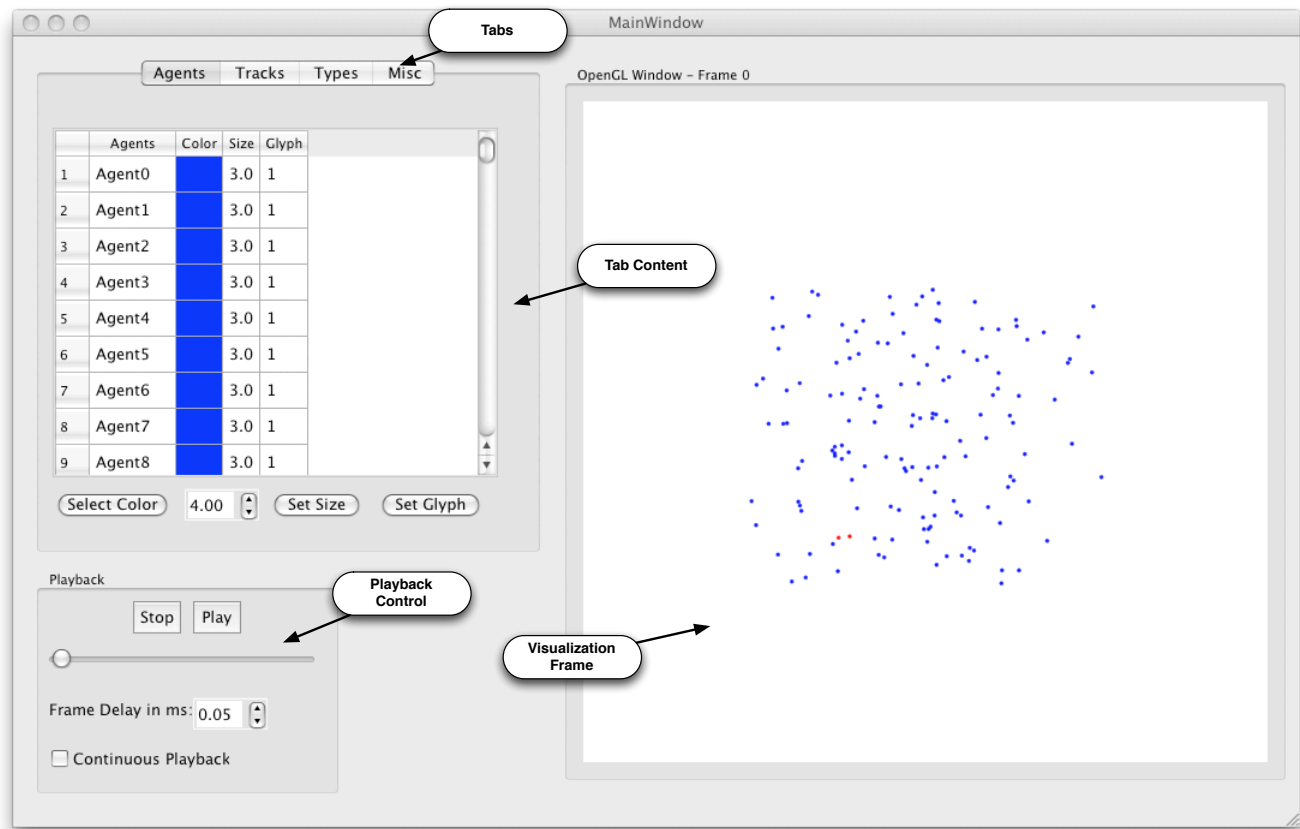 MainWindow
Tabs
Agents Tracks Types Misc
OpenGL Window – Frame 0
Agents Color Size Glyph
1 Agent0 3.0 1
2 Agent1 3.0 1
3 Agent2 3.0 1
4 Agent3 3.0 1
5 Agent4 3.0 1
6 Agent5 3.0 1
7 Agent6 3.0 1
8 Agent7 3.0 1
9 Agent8 3.0 1
Tab Content
Select Color 4.00 Set Size Set Glyph
Playback
Playback
Control
Stop Play
Visualization
Frame
Frame Delay in ms: 0.05
Continuous Playback